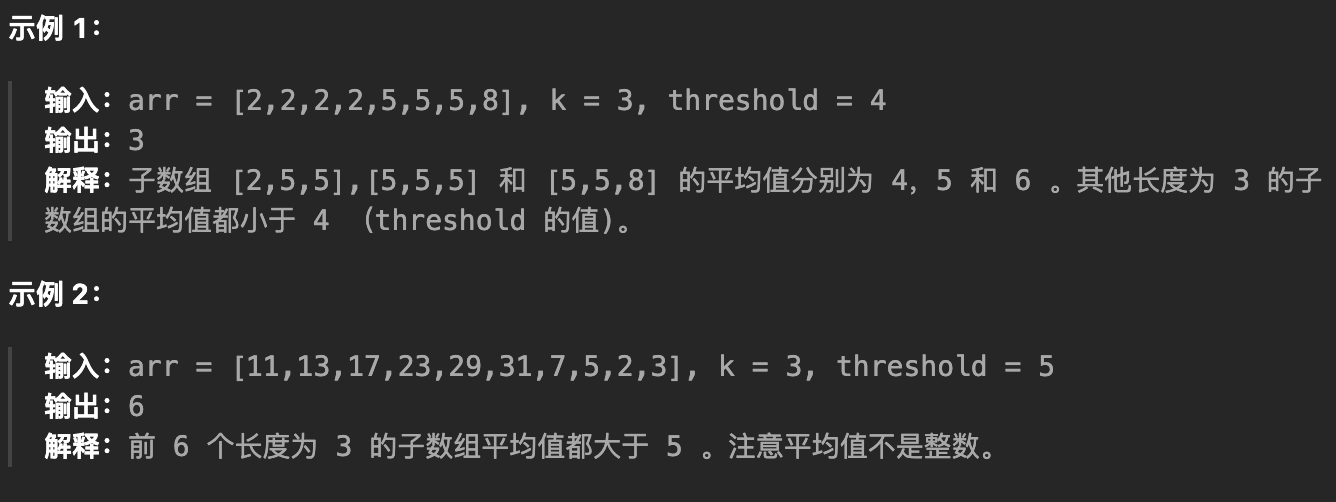 示例 1：
输入：arr = [2,2,2,2,5,5,5,8], k = 3, threshold = 4
输出：3
解释：子数组 [2,5,5],[5,5,5] 和 [5,5,8] 的平均值分别为 4，5 和 6 。其他长度为 3 的子
数组的平均值都小于 4 （threshold 的值)。
示例 2：
输入：arr = [11,13,17,23,29,31,7,5,2,3], k = 3, threshold = 5
输出：6
解释：前 6 个长度为 3 的子数组平均值都大于 5 。注意平均值不是整数。